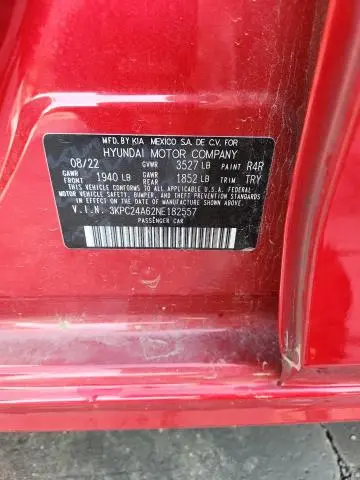 MFD. BY KIA MEXICO S.A. DE C.V. FOR
HYUNDAI MOTOR COMPANY
08/22 GVWR 3527 LB PAINT R4R
GAWR FRONT 1940 LB GAWR REAR 1852 LB TRIM TRY
THIS VEHICLE CONFORMS TO ALL APPLICABLE U.S.A. FEDERAL
MOTOR VEHICLE SAFETY, BUMPER, AND THEFT PREVENTION STANDARDS
IN EFFECT ON THE DATE OF MANUFACTURE SHOWN ABOVE.
V.I.N. 3KPC24A62NE182557
PASSENGER CAR